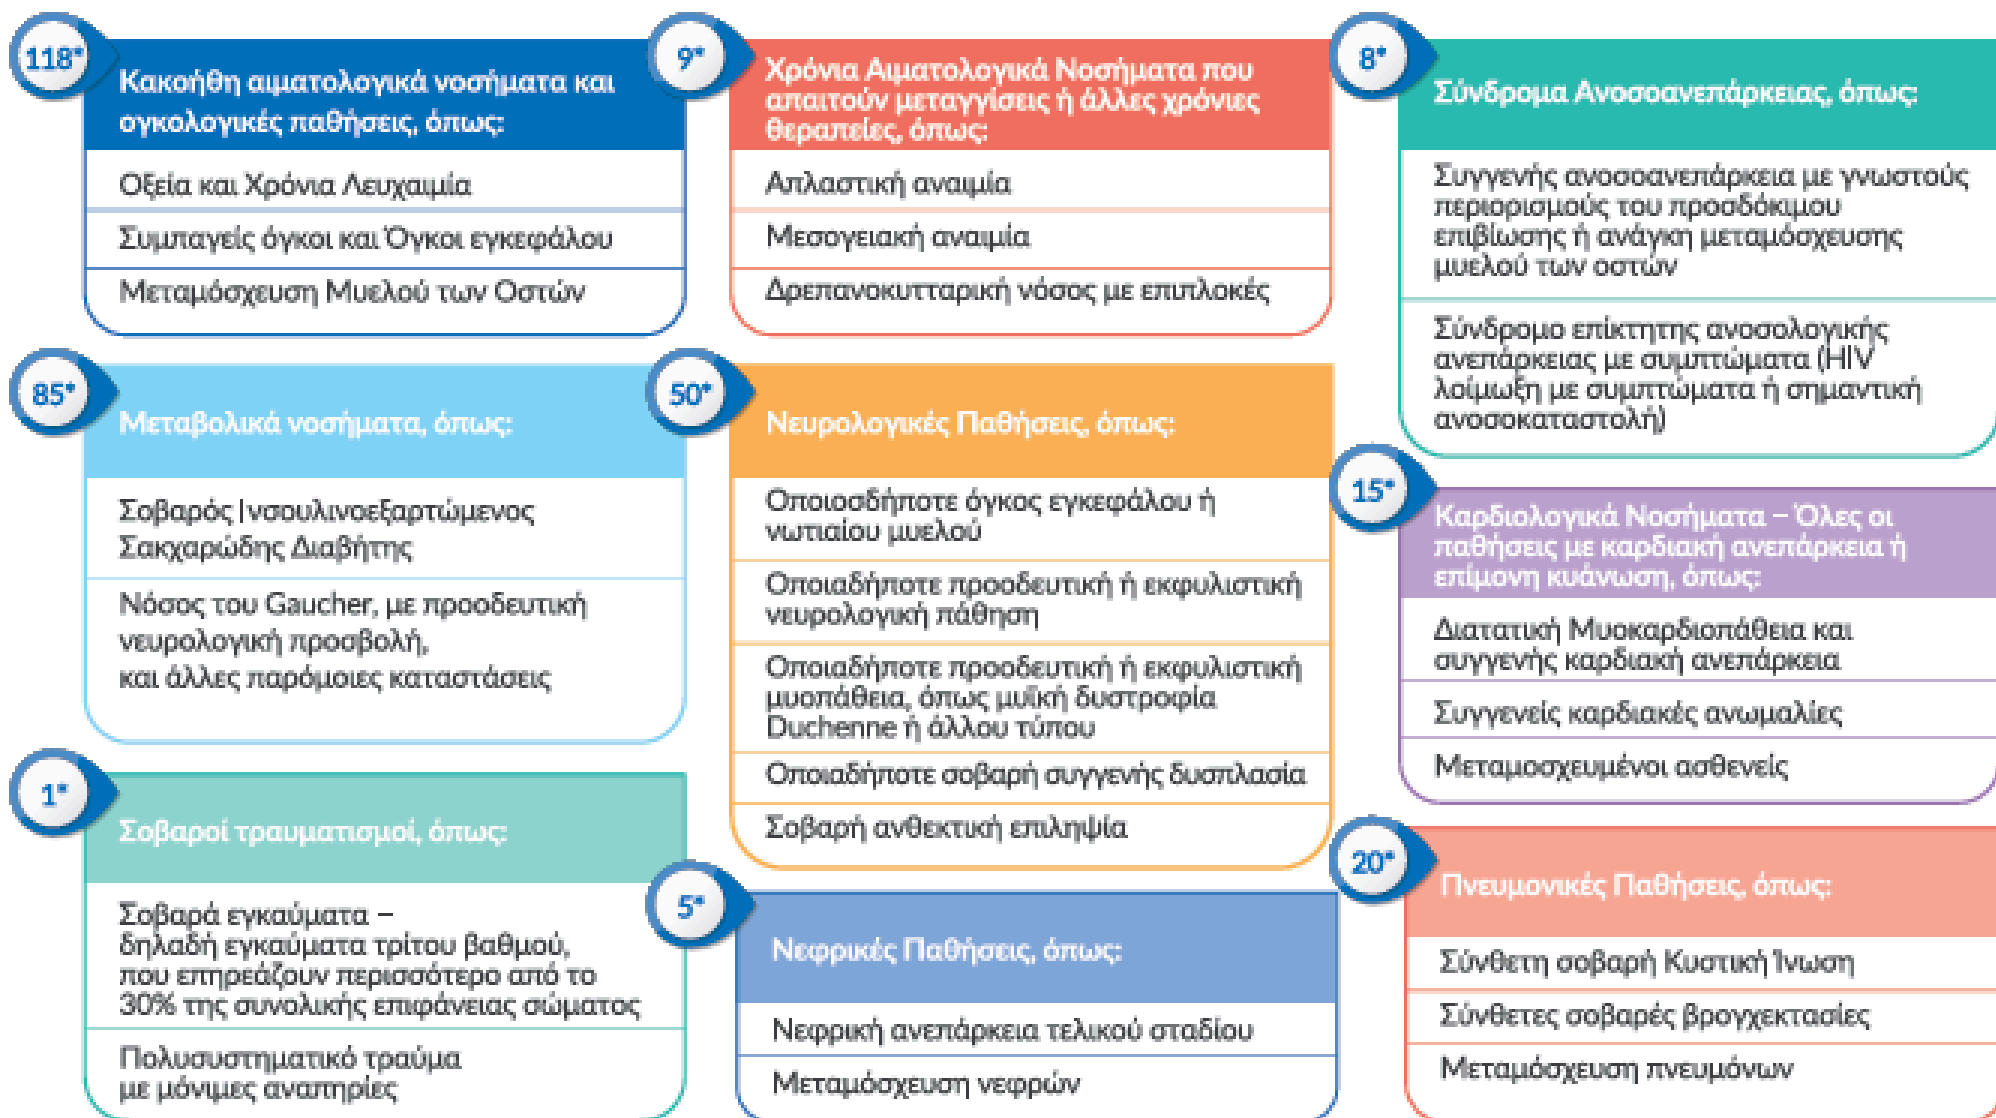 118*
Κακοήθη αιματολογικά νοσήματα και
ογκολογικές παθήσεις, όπως:
Οξεία και Χρόνια Λευχαιμία
Συμπαγείς όγκοι και Όγκοι εγκεφάλου
Μεταμόσχευση Μυελού των Οστών
85*
Μεταβολικά νοσήματα, όπως:
Σοβαρός Ινσουλινοεξαρτώμενος
Σακχαρώδης Διαβήτης
Νόσος του Gaucher, με προοδευτική
νευρολογική προσβολή,
και άλλες παρόμοιες καταστάσεις
1*
Σοβαροί τραυματισμοί, όπως:
Σοβαρά εγκαύματα –
δηλαδή εγκαύματα τρίτου βαθμού,
που επηρεάζουν περισσότερο από το
30% της συνολικής επιφάνειας σώματος
Πολυσυστηματικό τραύμα
με μόνιμες αναπηρίες
9*
Χρόνια Αιματολογικά Νοσήματα που
απαιτούν μεταγγίσεις ή άλλες χρόνιες
θεραπείες, όπως:
Απλαστική αναιμία
Μεσογειακή αναιμία
Δρεπανοκυτταρική νόσος με επιπλοκές
50*
Νευρολογικές Παθήσεις, όπως:
Οποιοσδήποτε όγκος εγκεφάλου ή
νωτιαίου μυελού
Οποιαδήποτε προοδευτική ή εκφυλιστική
νευρολογική πάθηση
Οποιαδήποτε προοδευτική ή εκφυλιστική
μυοπάθεια, όπως μυϊκή δυστροφία
Duchenne ή άλλου τύπου
Οποιαδήποτε σοβαρή συγγενής δυσπλασία
Σοβαρή ανθεκτική επιληψία
5*
Νεφρικές Παθήσεις, όπως:
Νεφρική ανεπάρκεια τελικού σταδίου
Μεταμόσχευση νεφρών
8*
Σύνδρομα Ανοσοανεπάρκειας, όπως:
Συγγενής ανοσοανεπάρκεια με γνωστούς
περιορισμούς του προσδόκιμου
επιβίωσης ή ανάγκη μεταμόσχευσης
μυελού των οστών
Σύνδρομο επίκτητης ανοσολογικής
ανεπάρκειας με συμπτώματα (HIV
λοίμωξη με συμπτώματα ή σημαντική
ανοσοκαταστολή)
15*
Καρδιολογικά Νοσήματα – Όλες οι
παθήσεις με καρδιακή ανεπάρκεια ή
επίμονη κυάνωση, όπως:
Διατατική Μυοκαρδιοπάθεια και
συγγενής καρδιακή ανεπάρκεια
Συγγενείς καρδιακές ανωμαλίες
Μεταμοσχευμένοι ασθενείς
20*
Πνευμονικές Παθήσεις, όπως:
Σύνθετη σοβαρή Κυστική Ίνωση
Σύνθετες σοβαρές βρογχεκτασίες
Μεταμόσχευση πνευμόνων